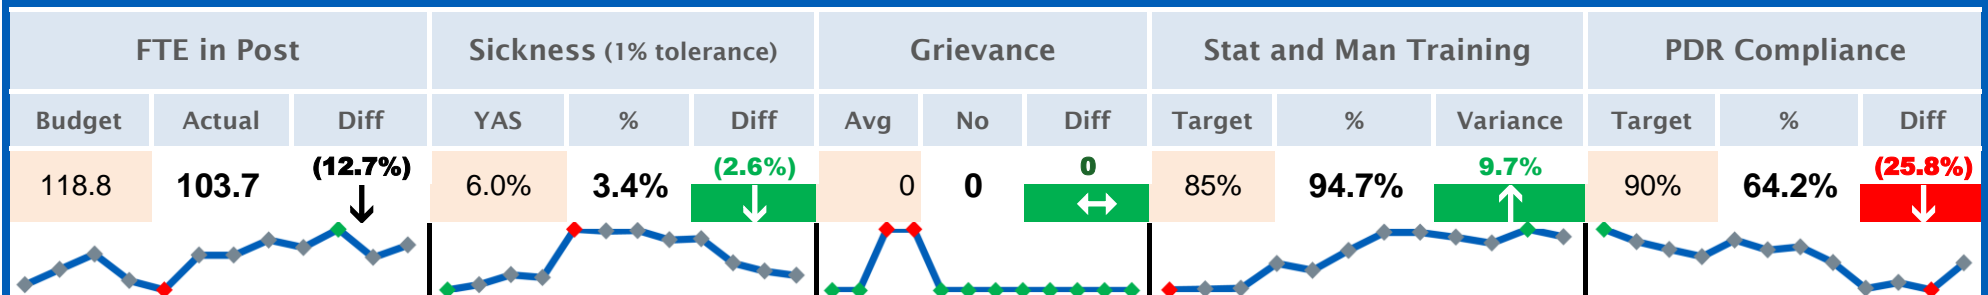 FTE in Post Sickness (1% tolerance) Grievance Stat and Man Training PDR Compliance
Budget Actual Diff YAS % Diff Avg No Diff Target % Variance Target % Diff
118.8 103.7 (12.7%) 6.0% 3.4% (2.6%) 0 0 0 85% 94.7% 9.7% 90% 64.2% (25.8%)